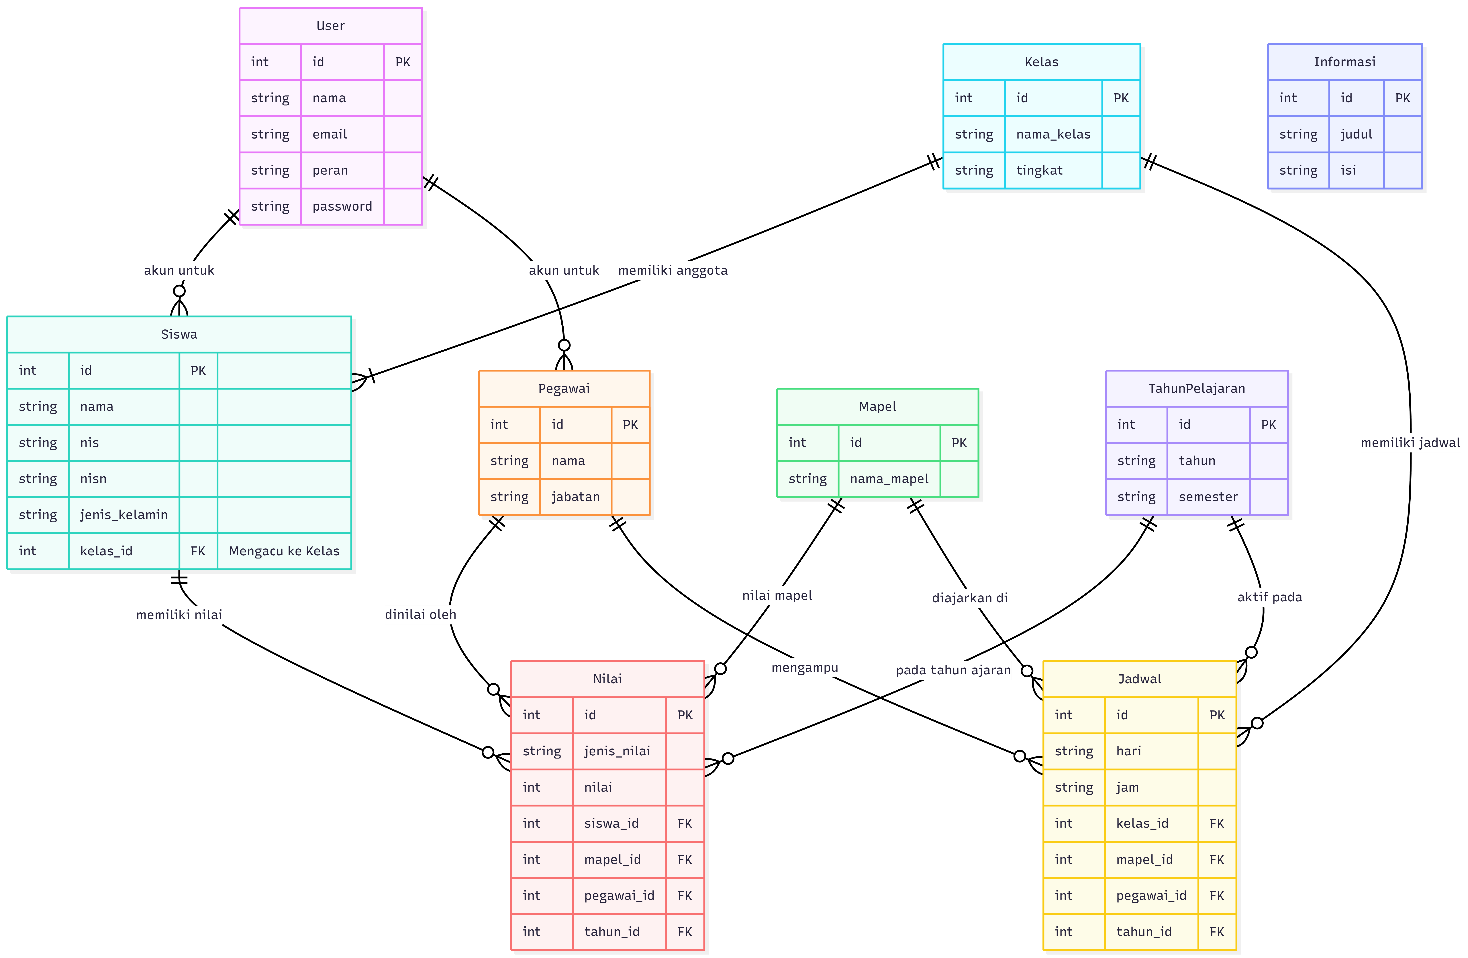 User
int id PK
string nama
string email
string peran
string password
Kelas
int id PK
string nama_kelas
string tingkat
Informasi
int id PK
string judul
string isi
akun untuk
akun untuk
memiliki anggota
Siswa
int id PK
string nama
string nis
string nisn
string jenis_kelamin
int kelas_id FK Mengacu ke Kelas
Pegawai
int id PK
string nama
string jabatan
Mapel
int id PK
string nama_mapel
TahunPelajaran
int id PK
string tahun
string semester
memiliki jadwal
memiliki nilai
dinilai oleh
nilai mapel
diajarkan di
aktif pada
mengampu
pada tahun ajaran
Nilai
int id PK
string jenis_nilai
int nilai
int siswa_id FK
int mapel_id FK
int pegawai_id FK
int tahun_id FK
Jadwal
int id PK
string hari
string jam
int kelas_id FK
int mapel_id FK
int pegawai_id FK
int tahun_id FK